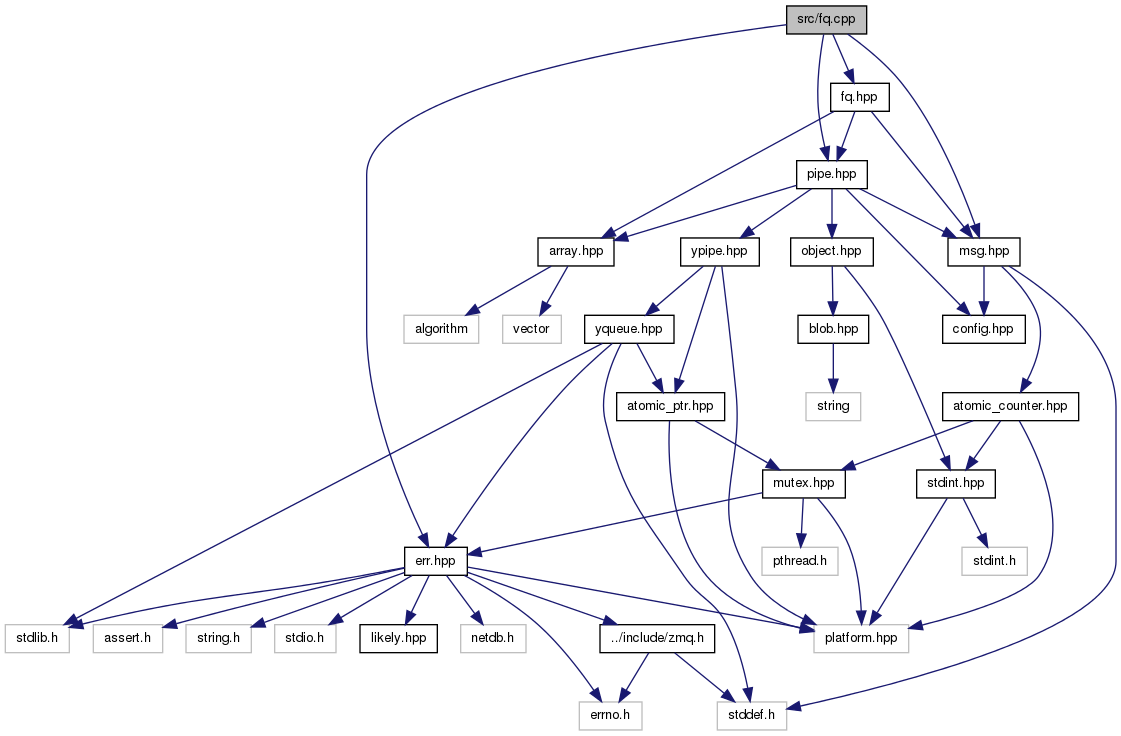 src/fq.cpp
fq.hpp
pipe.hpp
array.hpp
ypipe.hpp
object.hpp
msg.hpp
algorithm
vector
yqueue.hpp
blob.hpp
config.hpp
atomic_ptr.hpp
string
atomic_counter.hpp
mutex.hpp
stdint.hpp
err.hpp
pthread.h
stdint.h
stdlib.h
assert.h
string.h
stdio.h
likely.hpp
netdb.h
../include/zmq.h
platform.hpp
errno.h
stddef.h